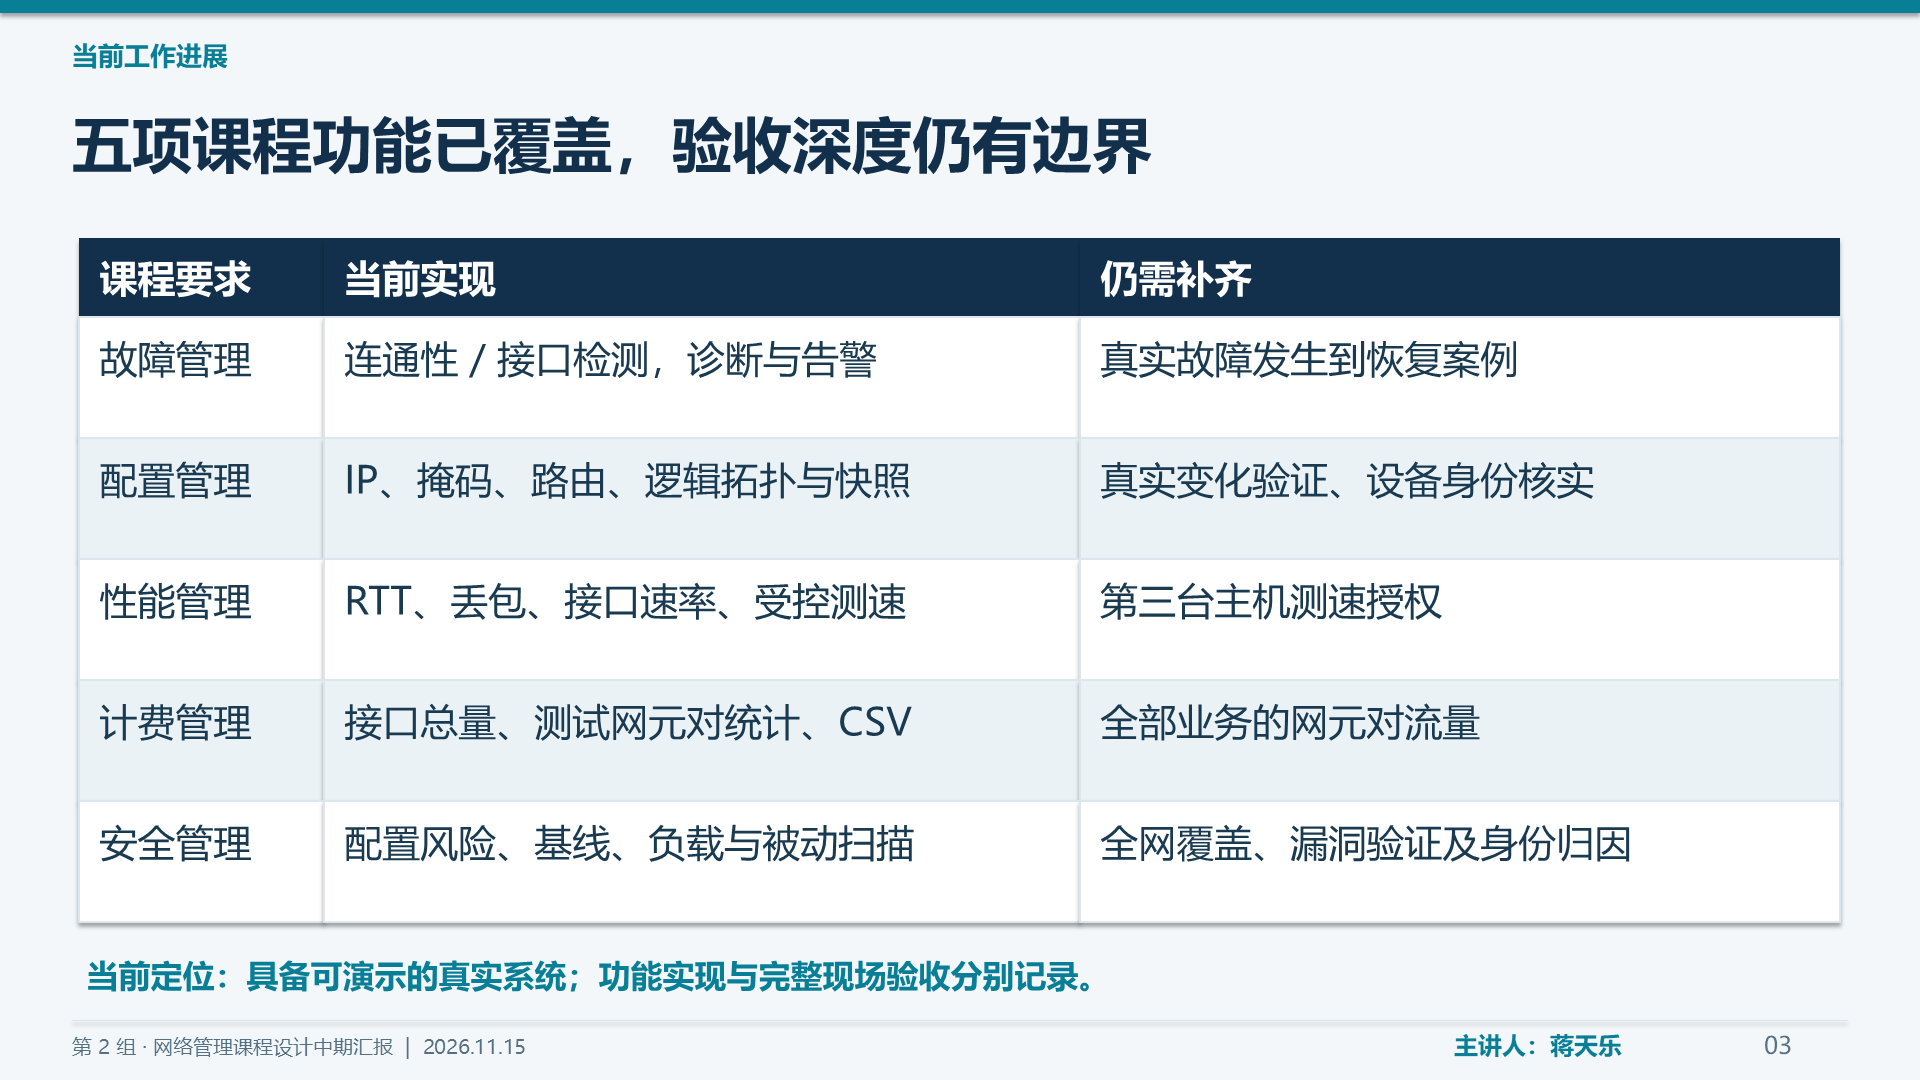 当前工作进展
五项课程功能已覆盖，验收深度仍有边界
课程要求 当前实现 仍需补齐
故障管理 连通性 / 接口检测，诊断与告警 真实故障发生到恢复案例
配置管理 IP、掩码、路由、逻辑拓扑与快照 真实变化验证、设备身份核实
性能管理 RTT、丢包、接口速率、受控测速 第三台主机测速授权
计费管理 接口总量、测试网元对统计、CSV 全部业务的网元对流量
安全管理 配置风险、基线、负载与被动扫描 全网覆盖、漏洞验证及身份归因
当前定位：具备可演示的真实系统；功能实现与完整现场验收分别记录。
第 2 组 · 网络管理课程设计中期汇报 | 2026.11.15 主讲人：蒋天乐 03